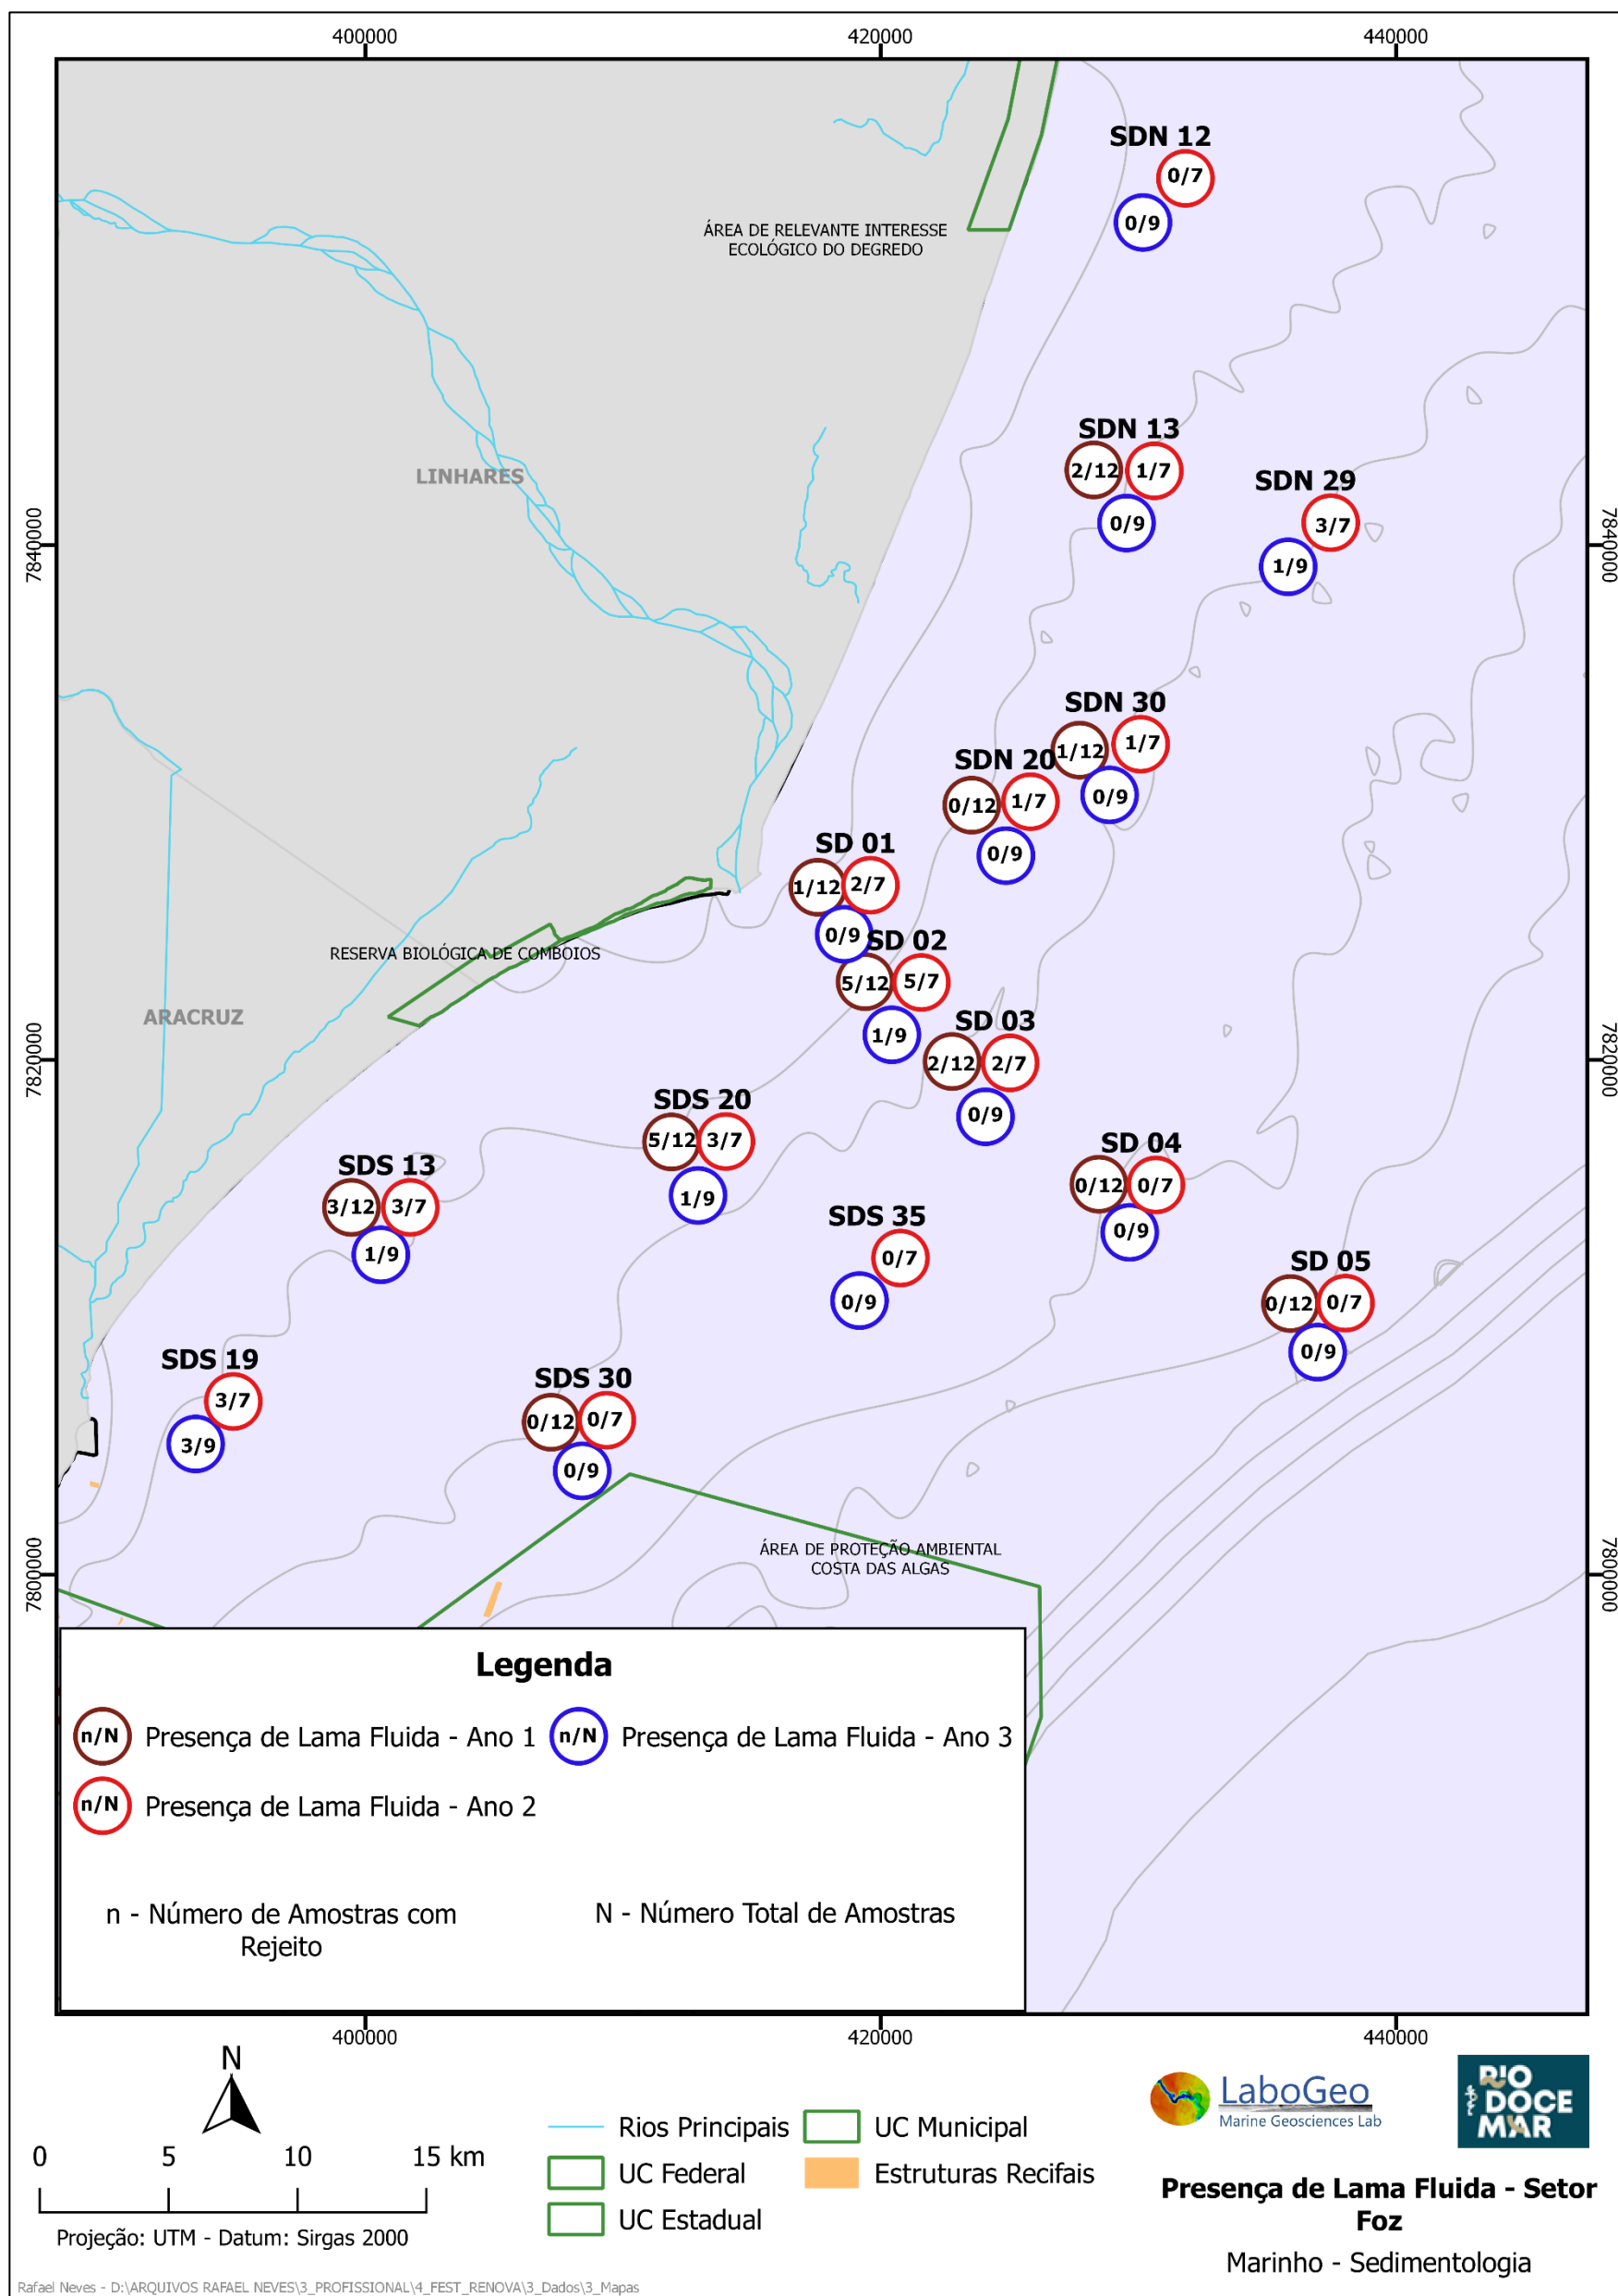 400000
420000
440000
SDN 12
0/7
0/9
ÁREA DE RELEVANTE INTERESSE
ECOLÓGICO DO DEGREDO
SDN 13
2/12
1/7
0/9
LINHARES
SDN 29
3/7
1/9
7840000
7840000
SDN 30
1/12
1/7
0/9
SDN 20
0/12
1/7
0/9
SD 01
1/12
2/7
0/9
SD 02
5/12
5/7
1/9
RESERVA BIOLÓGICA DE COMBOIOS
ARACRUZ
SD 03
2/12
2/7
0/9
7820000
7820000
SDS 20
5/12
3/7
1/9
SD 04
0/12
0/7
0/9
SDS 13
3/12
3/7
1/9
SDS 35
0/7
0/9
SD 05
0/12
0/7
0/9
SDS 19
3/7
3/9
SDS 30
0/12
0/7
0/9
ÁREA DE PROTEÇÃO AMBIENTAL
COSTA DAS ALGAS
7800000
7800000
Legenda
n/N Presença de Lama Fluida - Ano 1
n/N Presença de Lama Fluida - Ano 3
n/N Presença de Lama Fluida - Ano 2
n - Número de Amostras com
Rejeito
N - Número Total de Amostras
400000
420000
440000
N
0 5 10 15 km
Projeção: UTM - Datum: Sirgas 2000
Rios Principais
UC Federal
UC Estadual
UC Municipal
Estruturas Recifais
LaboGeo
Marine Geosciences Lab
RIO
DOCE
MAR
Presença de Lama Fluida - Setor
Foz
Marinho - Sedimentologia
Rafael Neves - D:\ARQUIVOS RAFAEL NEVES\3_PROFISSIONAL\4_FEST_RENOVA\3_Dados\3_Mapas